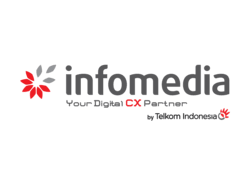 infomedia
Your Digital CX Partner
by Telkom Indonesia